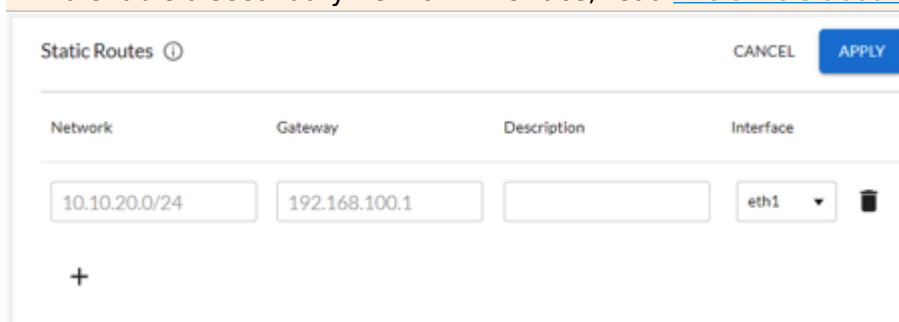 Static Routes
CANCEL
APPLY
Network
Gateway
Description
Interface
10.10.20.0/24
192.168.100.1
eth1
+